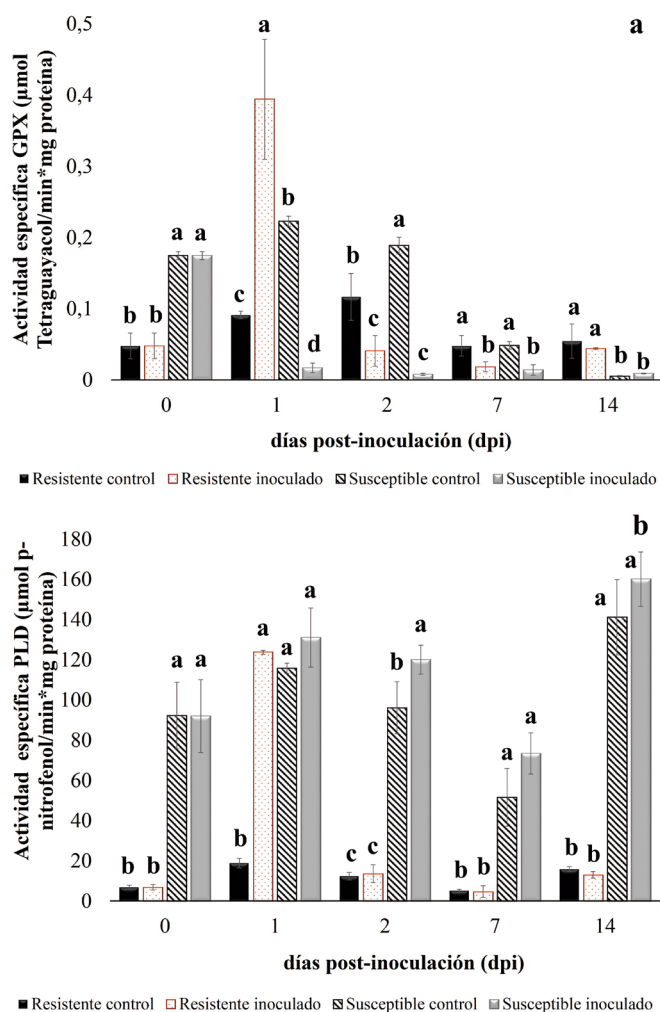 a
Actividad específica GPX (µmol
Tetraguayacol/min*mg proteína)
0,5
0,4
0,3
0,2
0,1
0
b b a a
c a b d
b c a c
a b a b
a a b b
0 1 2 7 14
días post-inoculación (dpi)
Resistente control Resistente inoculado Susceptible control Susceptible inoculado
b
Actividad específica PLD (µmol p-
nitrofenol/min*mg proteína)
180
160
140
120
100
80
60
40
20
0
b b a a
b a a a
c c b a
b b a a
b b a a
0 1 2 7 14
días post-inoculación (dpi)
Resistente control Resistente inoculado Susceptible control Susceptible inoculado